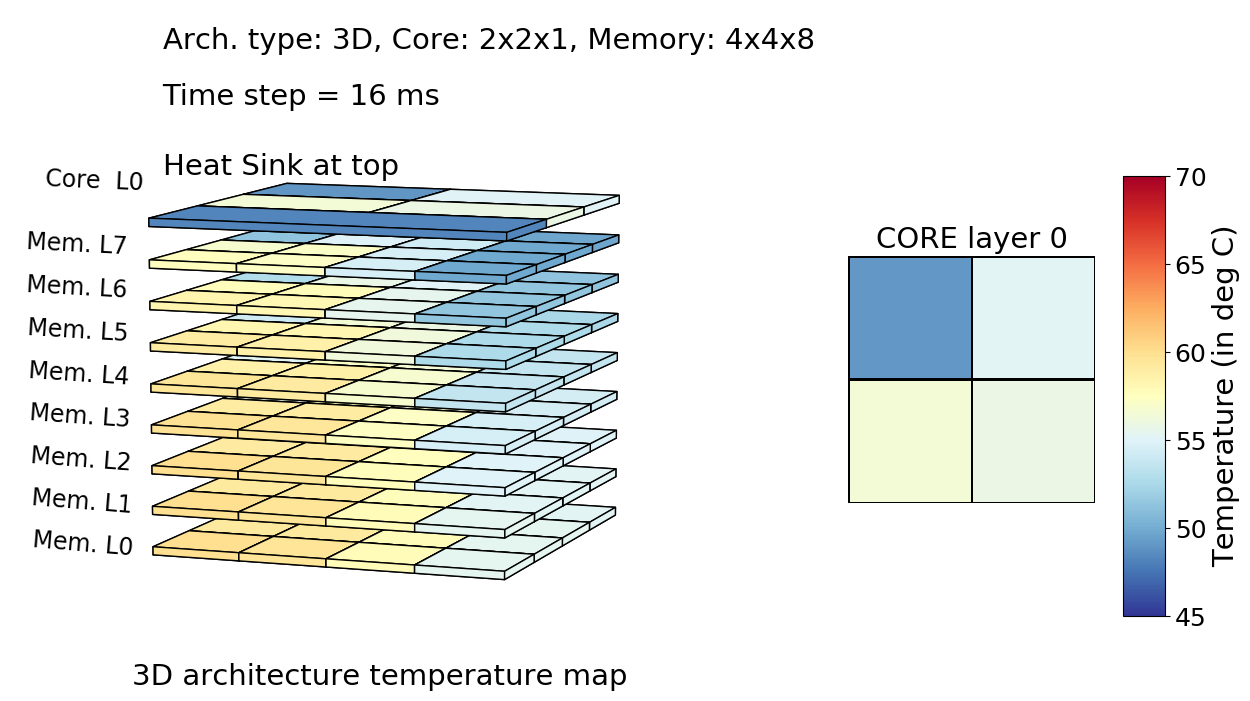 Arch. type: 3D, Core: 2x2x1, Memory: 4x4x8
Time step = 16 ms
Heat Sink at top
Core  L0
Mem. L7
Mem. L6
Mem. L5
Mem. L4
Mem. L3
Mem. L2
Mem. L1
Mem. L0
3D architecture temperature map
CORE layer 0
70
65
60
55
50
45
Temperature (in deg C)